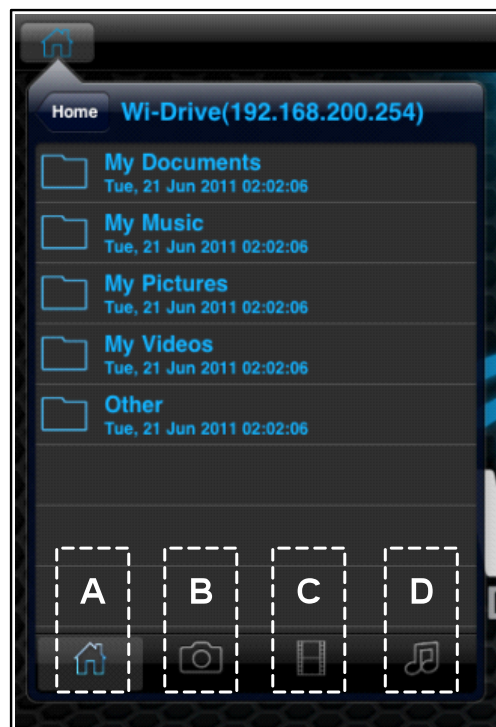 Home
Wi-Drive(192.168.200.254)
My Documents
Tue, 21 Jun 2011 02:02:06
My Music
Tue, 21 Jun 2011 02:02:06
My Pictures
Tue, 21 Jun 2011 02:02:06
My Videos
Tue, 21 Jun 2011 02:02:06
Other
Tue, 21 Jun 2011 02:02:06
A B C D